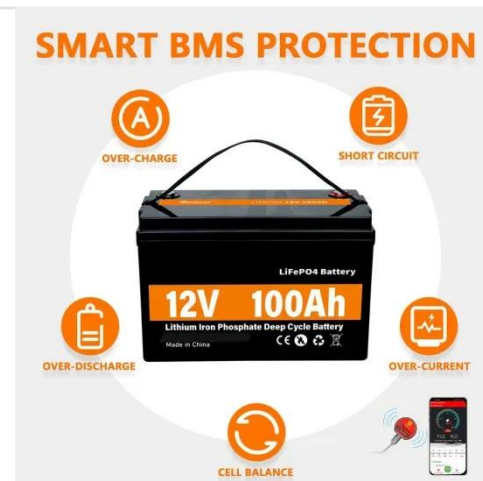 SMART BMS PROTECTION
OVER-CHARGE
SHORT CIRCUIT
LiFePO4 Battery
12V 100Ah
Lithium Iron Phosphate Deep Cycle Battery
Made in China
CE
OVER-DISCHARGE
OVER-CURRENT
CELL BALANCE